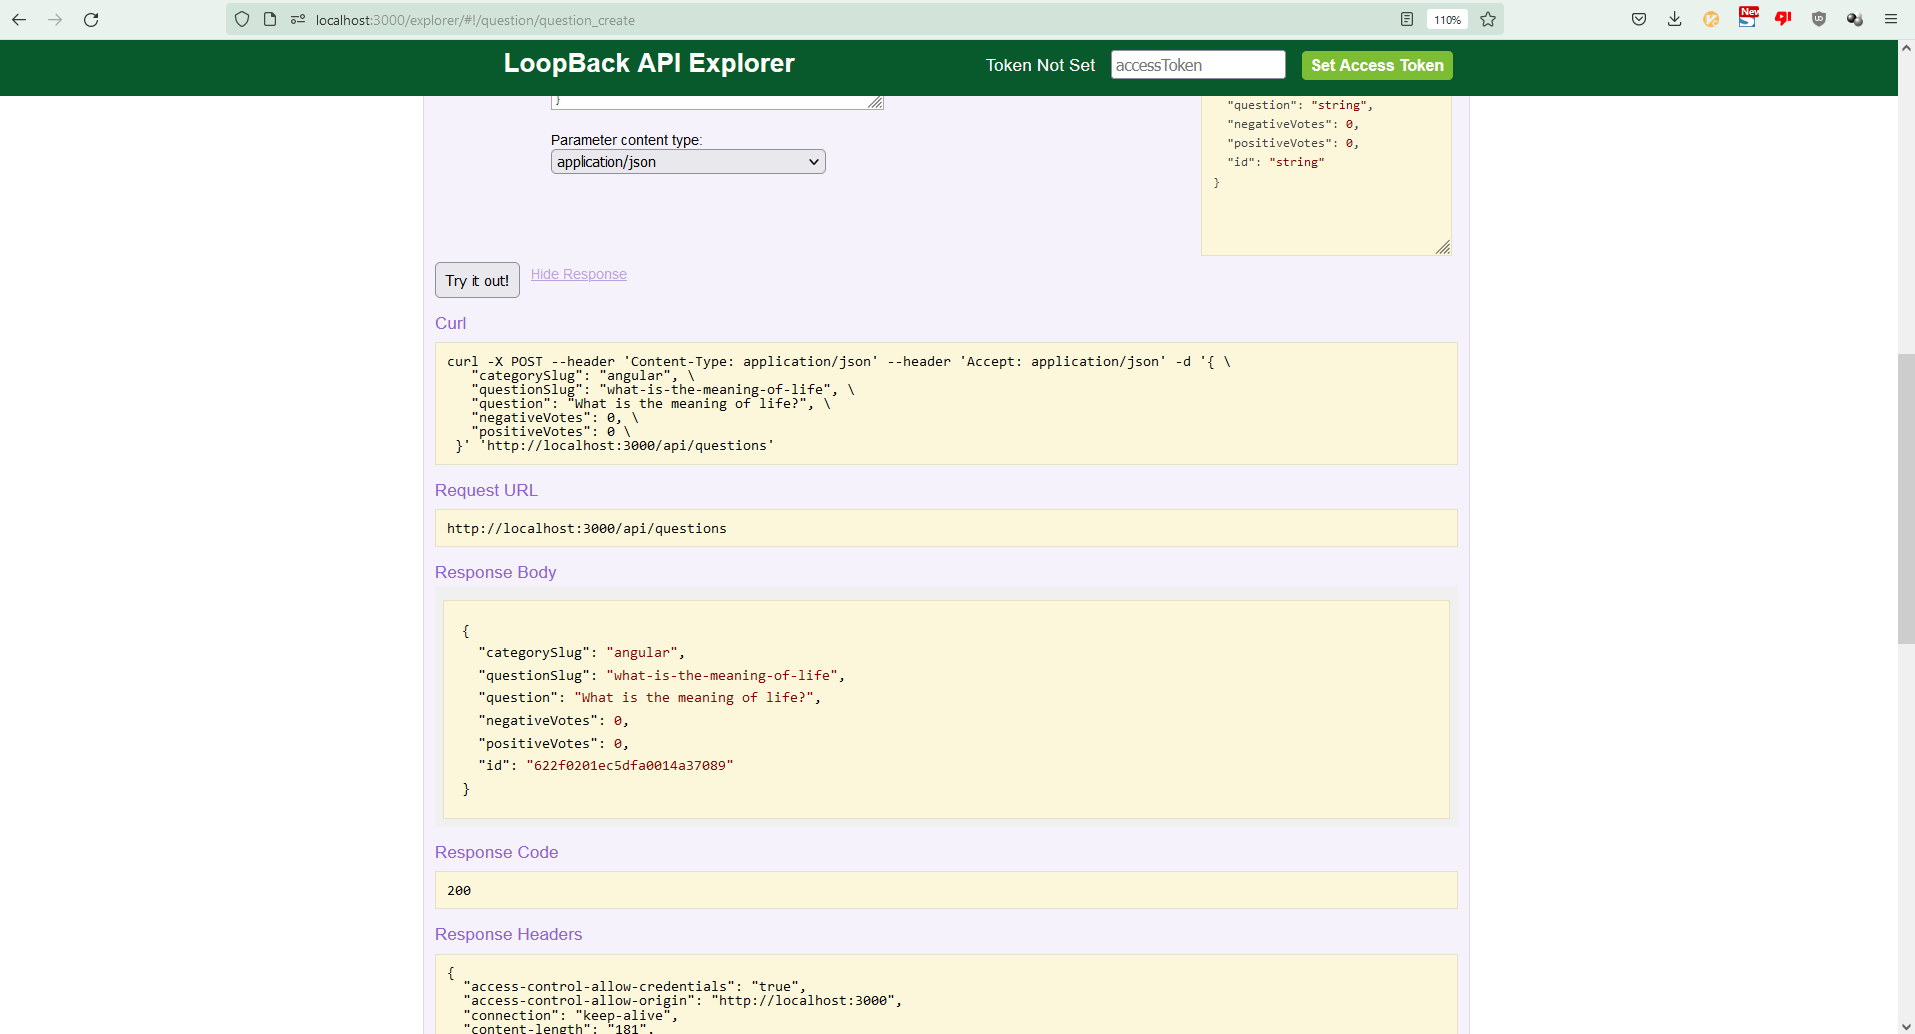 localhost:3000/explorer/#!/question/question_create
110%
New
LoopBack API Explorer
Token Not Set
accessToken
Set Access Token
}
"question": "string",
"negativeVotes": 0,
"positiveVotes": 0,
"id": "string"
}
Parameter content type:
application/json
Try it out!
Hide Response
Curl
curl -X POST --header 'Content-Type: application/json' --header 'Accept: application/json' -d '{ \
"categorySlug": "angular", \
"questionSlug": "what-is-the-meaning-of-life", \
"question": "What is the meaning of life?", \
"negativeVotes": 0, \
"positiveVotes": 0 \
}' 'http://localhost:3000/api/questions'
Request URL
http://localhost:3000/api/questions
Response Body
{
"categorySlug": "angular",
"questionSlug": "what-is-the-meaning-of-life",
"question": "What is the meaning of life?",
"negativeVotes": 0,
"positiveVotes": 0,
"id": "622f0201ec5dfa0014a37089"
}
Response Code
200
Response Headers
{
"access-control-allow-credentials": "true",
"access-control-allow-origin": "http://localhost:3000",
"connection": "keep-alive",
"content-length": "181",